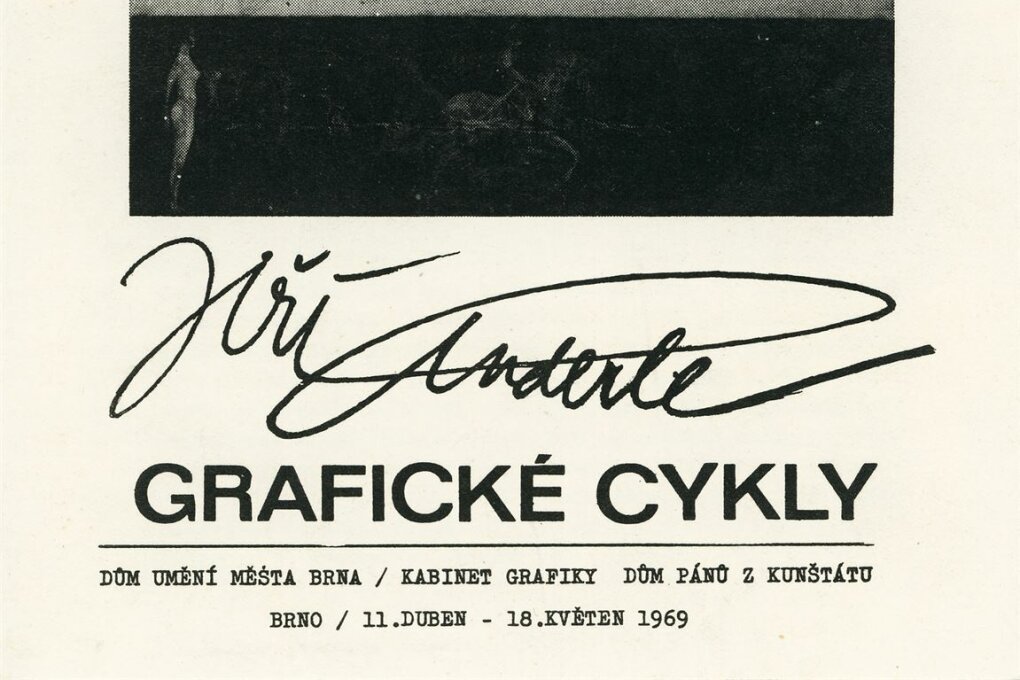 Jiří Anderle
GRAFICKÉ CYKLY
DŮM UMĚNÍ MĚSTA BRNA / KABINET GRAFIKY DŮM PÁNŮ Z KUNŠTÁTU
BRNO / 11.DUBEN - 18.KVĚTEN 1969